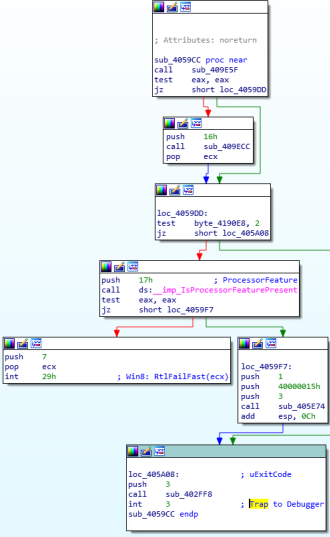 ; Attributes: noreturn
sub_4059CC proc near
call sub_409E5F
test eax, eax
jz short loc_4059DD
push 16h
call sub_409ECC
pop ecx
loc_4059DD:
test byte_4190E8, 2
jz short loc_405A08
push 17h ; ProcessorFeature
call ds:__imp_IsProcessorFeaturePresent
test eax, eax
jz short loc_4059F7
push 7
pop ecx
int 29h ; Win8: RtlFailFast(ecx)
loc_4059F7:
push 1
push 40000015h
push 3
call sub_405E74
add esp, 0Ch
loc_405A08: ; uExitCode
push 3
call sub_402FF8
int 3 ; Trap to Debugger
sub_4059CC endp